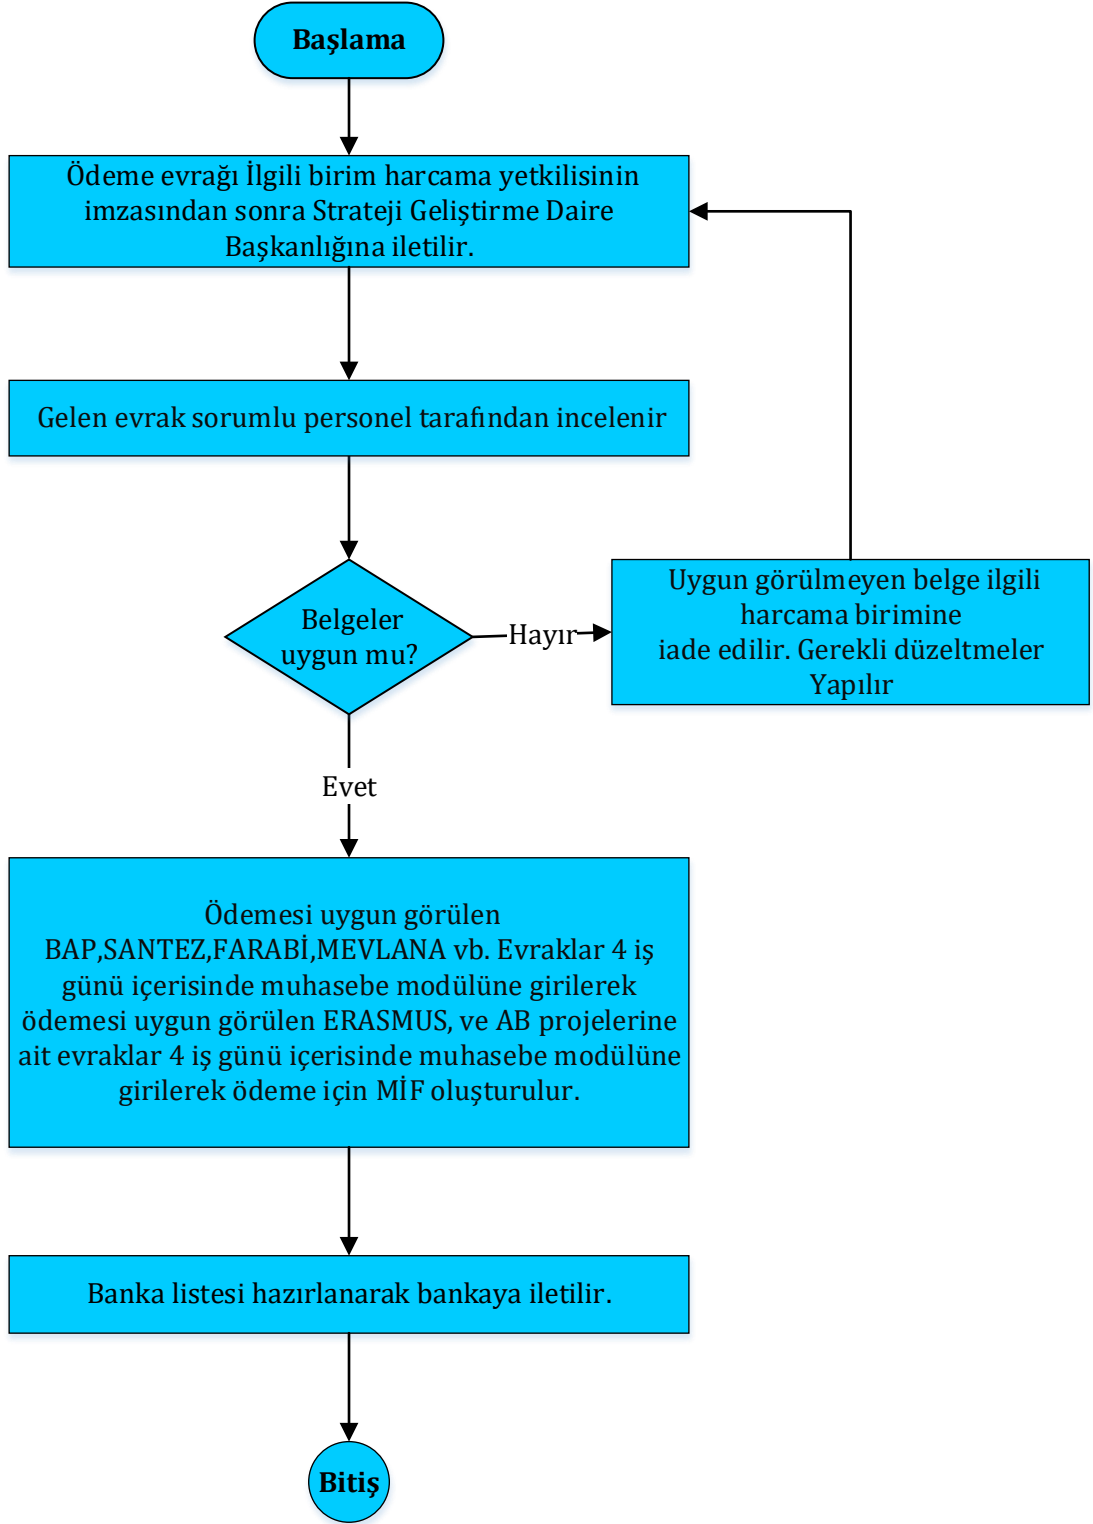 Başlama
Ödeme evrağı İlgili birim harcama yetkilisinin
imzasından sonra Strateji Geliştirme Daire
Başkanlığına iletilir.
Gelen evrak sorumlu personel tarafından incelenir
Belgeler
uygun mu?
Hayır
Uygun görülmeyen belge ilgili
harcama birimine
iade edilir. Gerekli düzeltmeler
Yapılır
Evet
Ödemesi uygun görülen
BAP,SANTEZ,FARABİ,MEVLANA vb. Evraklar 4 iş
günü içerisinde muhasebe modülüne girilerek
ödemesi uygun görülen ERASMUS, ve AB projelerine
ait evraklar 4 iş günü içerisinde muhasebe modülüne
girilerek ödeme için MİF oluşturulur.
Banka listesi hazırlanarak bankaya iletilir.
Bitiş